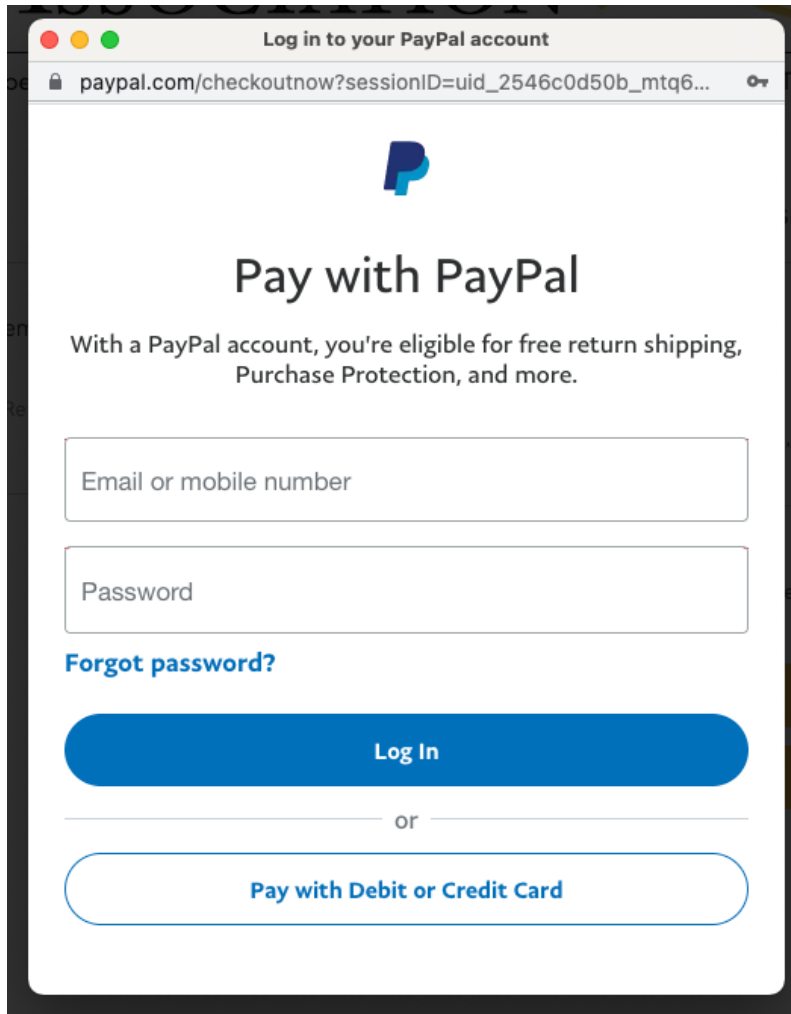 ASSOCIATION
Log in to your PayPal account
paypal.com/checkoutnow?sessionID=uid_2546c0d50b_mtq6...
Pay with PayPal
With a PayPal account, you're eligible for free return shipping,
Purchase Protection, and more.
Email or mobile number
Password
Forgot password?
Log In
or
Pay with Debit or Credit Card